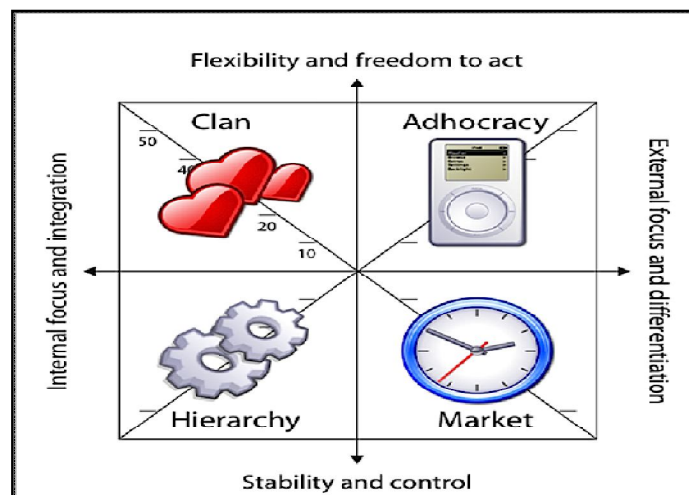 Flexibility and freedom to act
Clan
Adhocracy
50
40
20
10
Internal focus and integration
External focus and differentiation
Hierarchy
Market
Stability and control